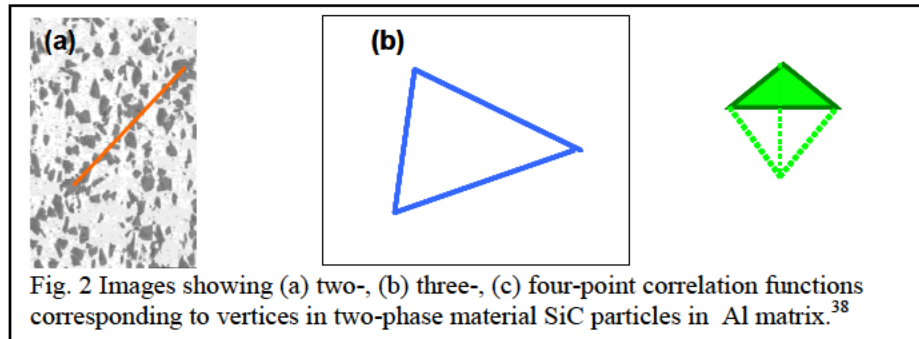 (a)
(b)
Fig. 2 Images showing (a) two-, (b) three-, (c) four-point correlation functions
corresponding to vertices in two-phase material SiC particles in Al matrix.38